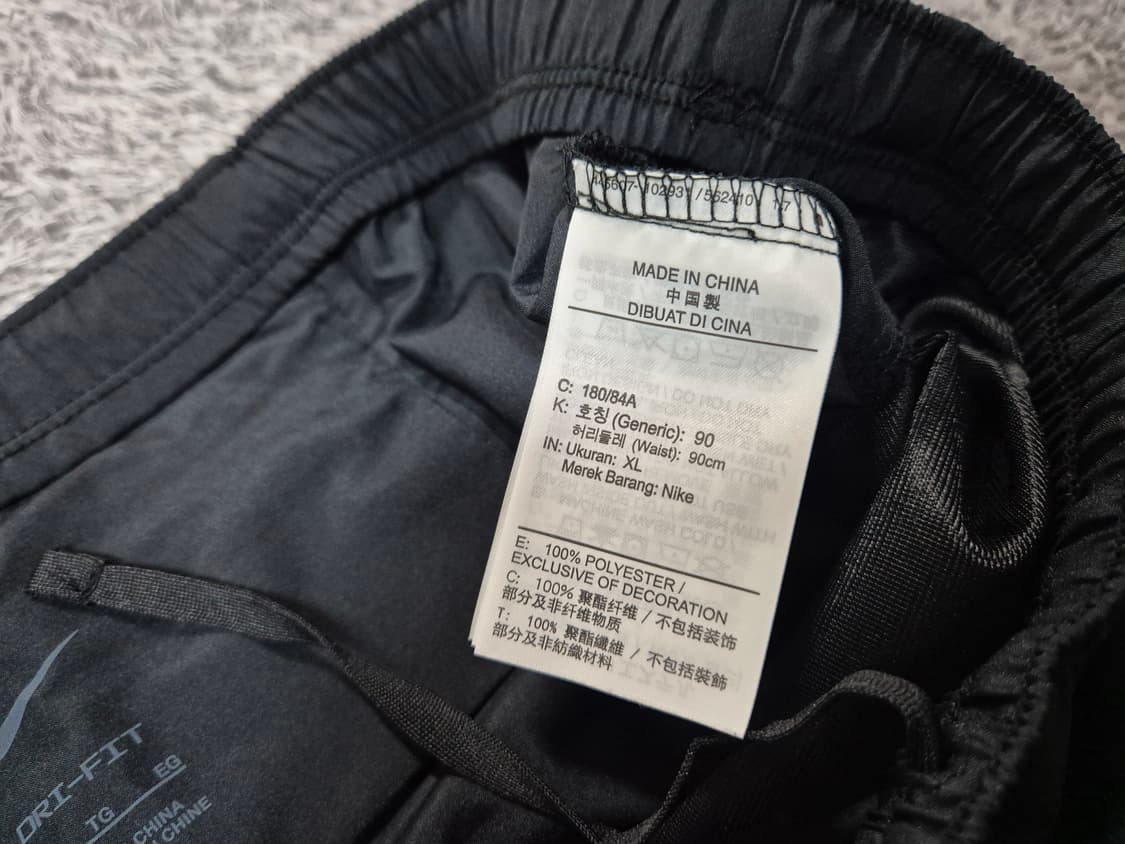 /552410
MADE IN CHINA
中国製
DIBUAT DI CINA
C: 180/84A
K: 호칭 (Generic): 90
허리둘레 (Waist): 90cm
IN: Ukuran: XL
Merek Barang: Nike
E: 100% POLYESTER /
EXCLUSIVE OF DECORATION
C: 100% 聚酯纤维 / 不包括装饰
部分及非纤维物质
T: 100% 聚酯纖維 / 不包括裝飾
部分及非紡織材料
DRI-FIT
TG EG
CHINA
CHINE